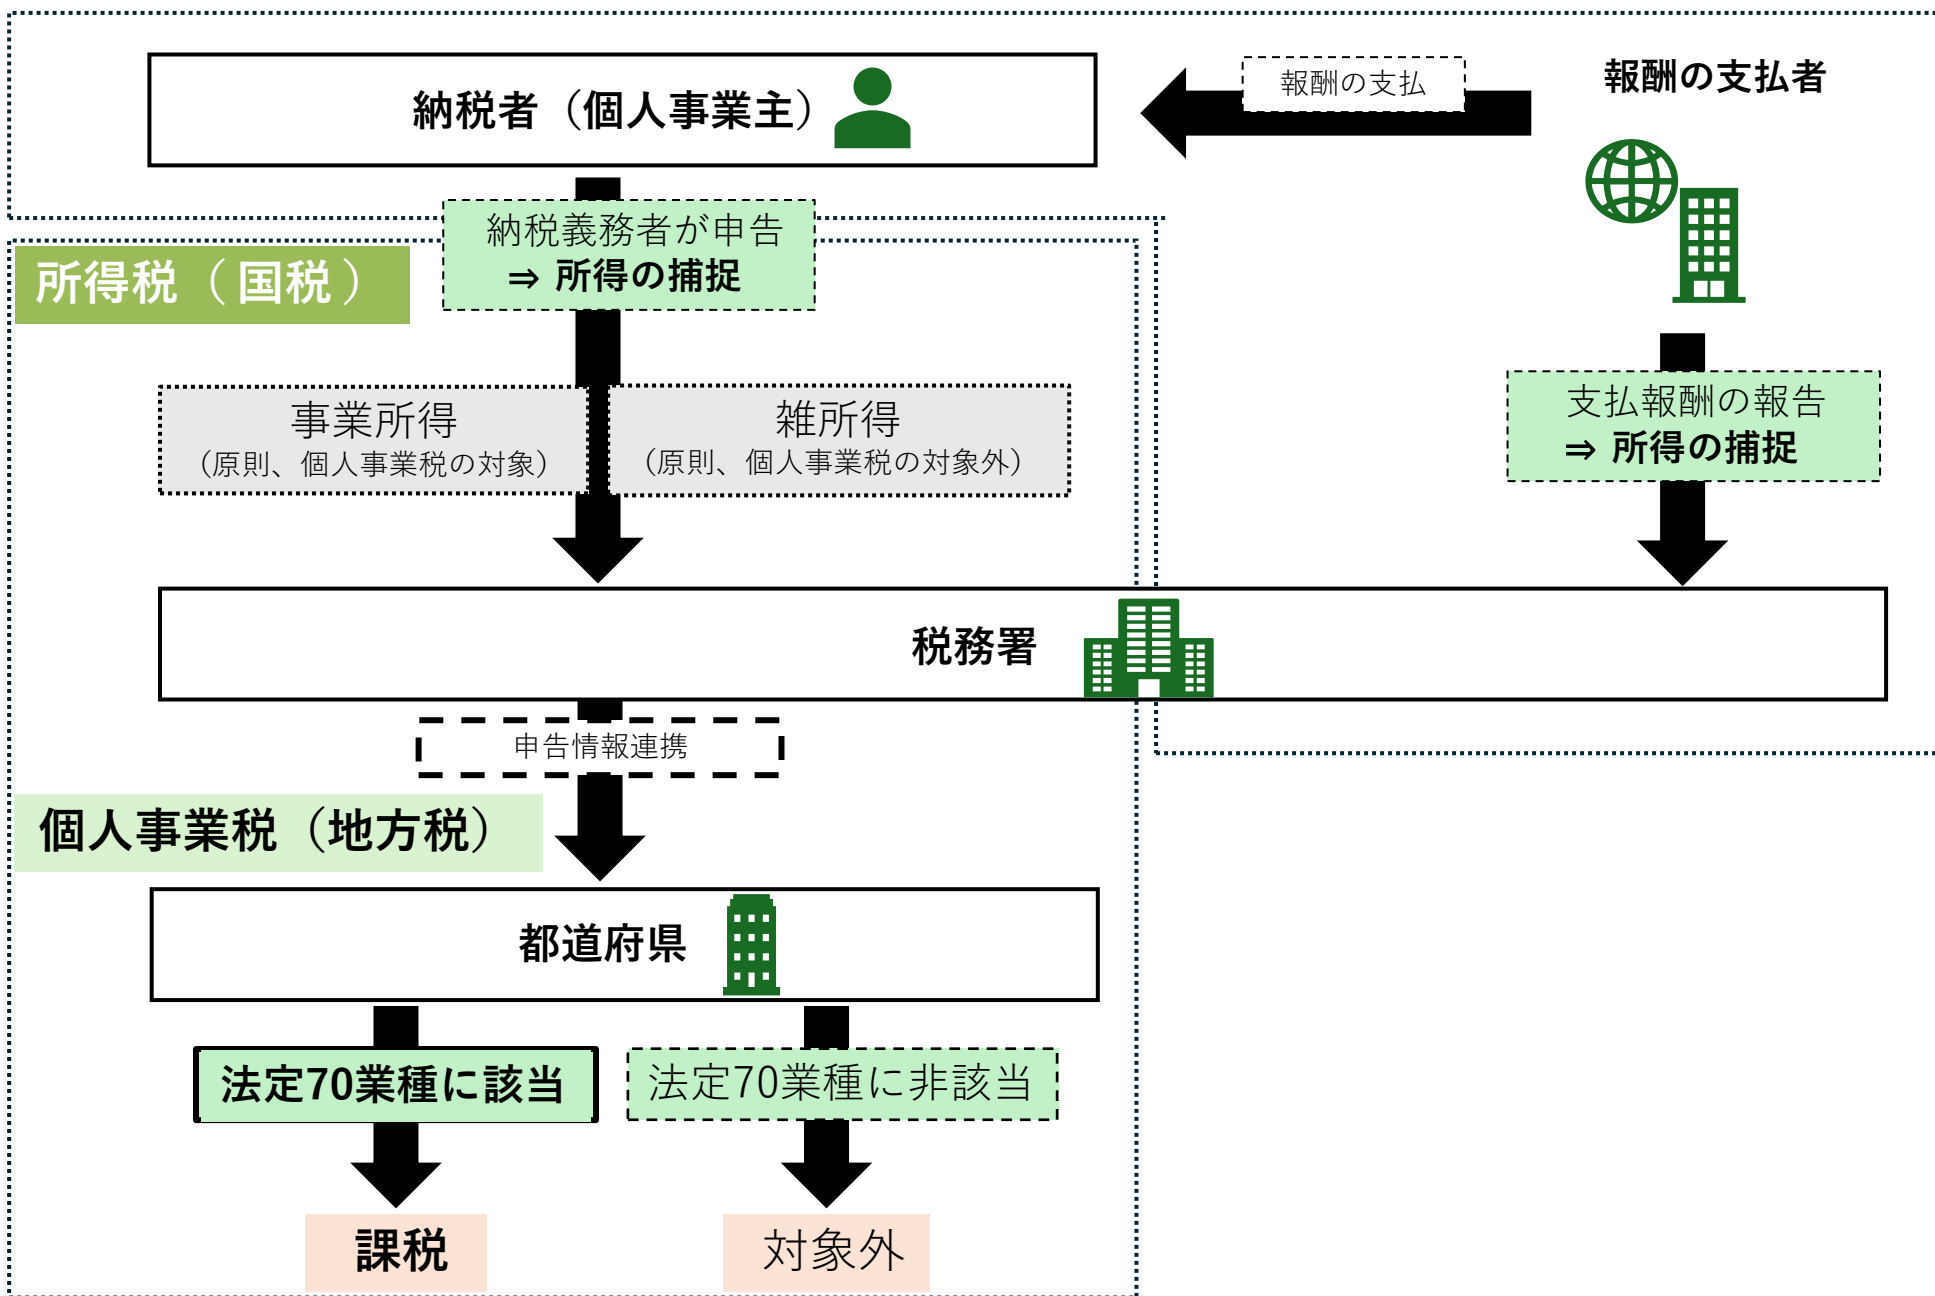 納税者（個人事業主）
報酬の支払
報酬の支払者
納税義務者が申告
⇒ 所得の捕捉
所得税（国税）
事業所得
（原則、個人事業税の対象）
雑所得
（原則、個人事業税の対象外）
支払報酬の報告
⇒ 所得の捕捉
税務署
申告情報連携
個人事業税（地方税）
都道府県
法定70業種に該当
法定70業種に非該当
課税
対象外